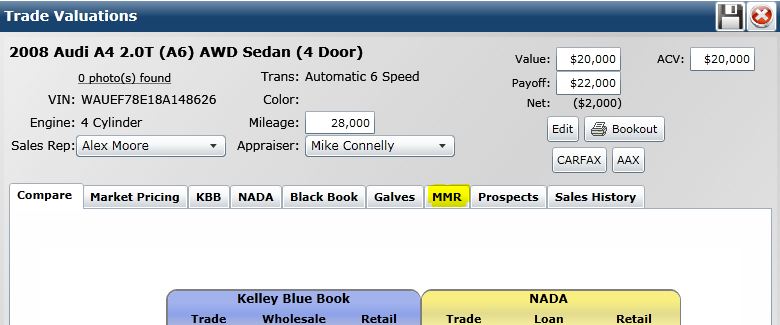 Trade Valuations
2008 Audi A4 2.0T (A6) AWD Sedan (4 Door)
Value: $20,000 ACV: $20,000
0 photo(s) found Trans: Automatic 6 Speed
Payoff: $22,000
VIN: WAUEF78E18A148626 Color:
Net: ($2,000)
Engine: 4 Cylinder Mileage: 28,000
Edit Bookout
Sales Rep: Alex Moore Appraiser: Mike Connelly
CARFAX AAX
Compare Market Pricing KBB NADA Black Book Galves MMR Prospects Sales History
Kelley Blue Book NADA
Trade Wholesale Retail Trade Loan Retail